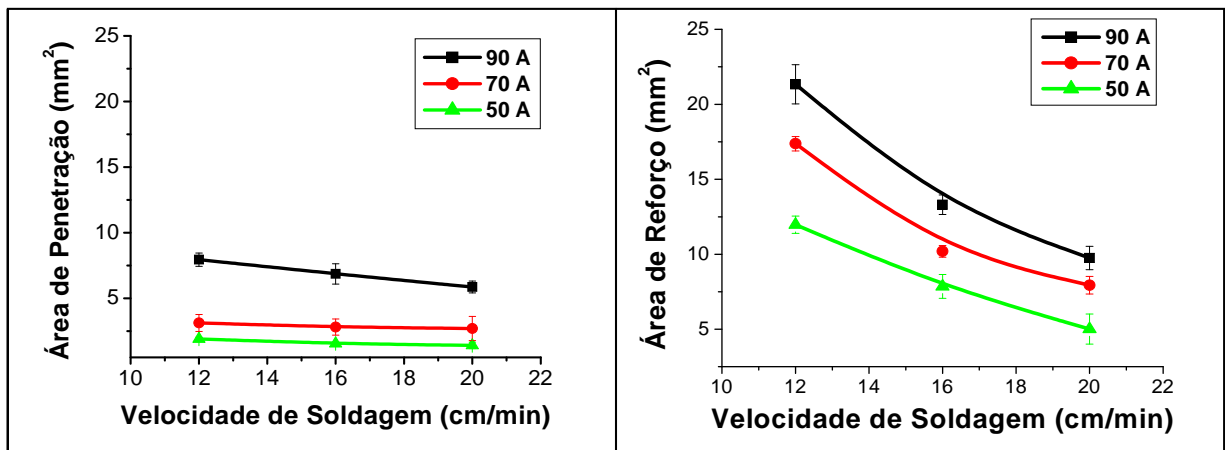 25
20
15
10
5
10 12 14 16 18 20 22
Área de Penetração (mm²)
Velocidade de Soldagem (cm/min)
90 A
70 A
50 A
25
20
15
10
5
10 12 14 16 18 20 22
Área de Reforço (mm²)
Velocidade de Soldagem (cm/min)
90 A
70 A
50 A